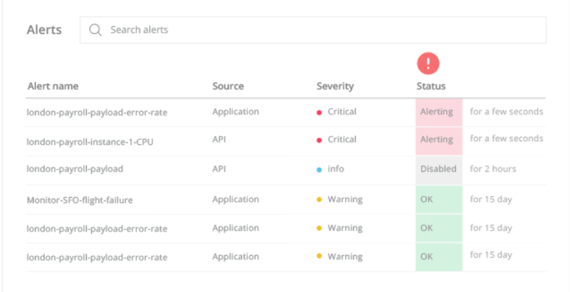 Alerts Search alerts
!
Alert name Source Severity Status
london-payroll-payload-error-rate Application Critical Alerting for a few seconds
london-payroll-instance-1-CPU API Critical Alerting for a few seconds
london-payroll-payload API info Disabled for 2 hours
Monitor-SFO-flight-failure Application Warning OK for 15 day
london-payroll-payload-error-rate Application Warning OK for 15 day
london-payroll-payload-error-rate Application Warning OK for 15 day